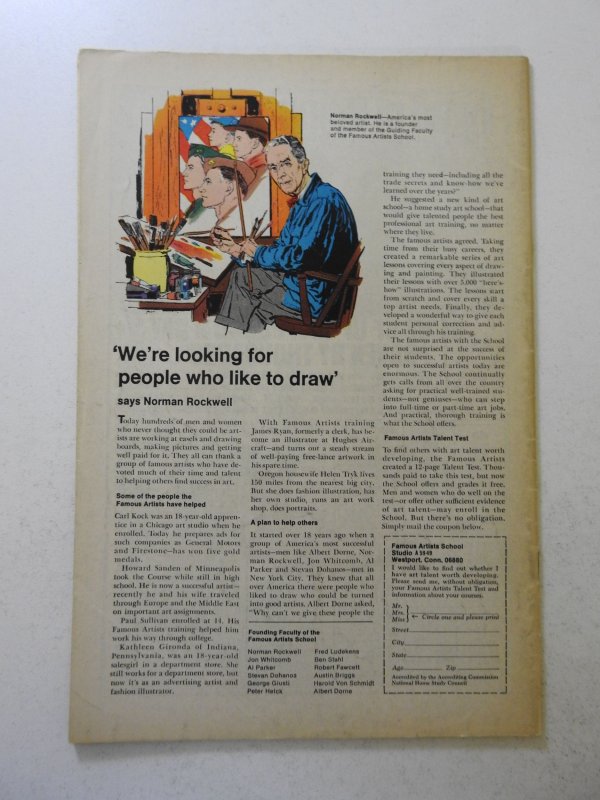 Norman Rockwell—America's most
beloved artist. He is a founder
and member of the Guiding Faculty
of the Famous Artists School.
'We're looking for
people who like to draw'
says Norman Rockwell
Today hundreds of men and women
who never thought they could be art-
ists are working at easels and drawing
boards, making pictures and getting
well paid for it. They all can thank a
group of famous artists who have de-
voted much of their time and talent
to helping others find success in art.
Some of the people the
Famous Artists have helped
Carl Kock was an 18-year-old appren-
tice in a Chicago art studio when he
enrolled. Today he prepares ads for
such companies as General Motors
and Firestone—has won five gold
medals.
Howard Sanden of Minneapolis
took the Course while still in high
school. He is now a successful artist—
recently he and his wife traveled
through Europe and the Middle East
on important art assignments.
Paul Sullivan enrolled at 14. His
Famous Artists training helped him
work his way through college.
Kathleen Gironda of Indiana,
Pennsylvania, was an 18-year-old
salesgirl in a department store. She
still works for a department store, but
now it's as an advertising artist and
fashion illustrator.
With Famous Artists training
James Ryan, formerly a clerk, has be-
come an illustrator at Hughes Air-
craft—and turns out a steady stream
of well-paying free-lance artwork in
his spare time.
Oregon housewife Helen Tryk lives
150 miles from the nearest big city.
But she does fashion illustration, has
her own studio, runs an art work
shop, does portraits.
A plan to help others
It started over 18 years ago when a
group of America's most successful
artists—men like Albert Dorne, Nor-
man Rockwell, Jon Whitcomb, Al
Parker and Stevan Dohanos—met in
New York City. They knew that all
over America there were people who
liked to draw who could be turned
into good artists. Albert Dorne asked,
"Why can't we give these people the
Founding Faculty of the
Famous Artists School
Norman Rockwell
Jon Whitcomb
Al Parker
Stevan Dohanos
George Giusti
Peter Helck
Fred Ludekens
Ben Stahl
Robert Fawcett
Austin Briggs
Harold Von Schmidt
Albert Dorne
training they need—including all the
trade secrets and know-how we've
learned over the years?"
He suggested a new kind of art
school—a home study art school—that
would give talented people the best
professional art training, no matter
where they live.
The famous artists agreed. Taking
time from their busy careers, they
created a remarkable series of art
lessons covering every aspect of draw-
ing and painting. They illustrated
their lessons with over 5,000 "here's-
how" illustrations. The lessons start
from scratch and cover every skill a
top artist needs. Finally, they de-
veloped a wonderful way to give each
student personal correction and ad-
vice all through his training.
The famous artists with the School
are not surprised at the success of
their students. The opportunities
open to successful artists today are
enormous. The School continually
gets calls from all over the country
asking for practical well-trained stu-
dents—not geniuses—who can step
into full-time or part-time art jobs.
And practical, thorough training is
what the School offers.
Famous Artists Talent Test
To find others with art talent worth
developing, the Famous Artists
created a 12-page Talent Test. Thou-
sands paid to take this test, but now
the School offers and grades it free.
Men and women who do well on the
test—or offer other sufficient evidence
of art talent—may enroll in the
School. But there's no obligation.
Simply mail the coupon below.
Famous Artists School
Studio A 59-49
Westport, Conn. 06880
I would like to find out whether I
have art talent worth developing.
Please send me, without obligation,
your Famous Artists Talent Test and
information about your courses.
Mr.
Mrs.
Miss
← Circle one and please print
Street
City
State
Age Zip
Accredited by the Accrediting Commission
National Home Study Council